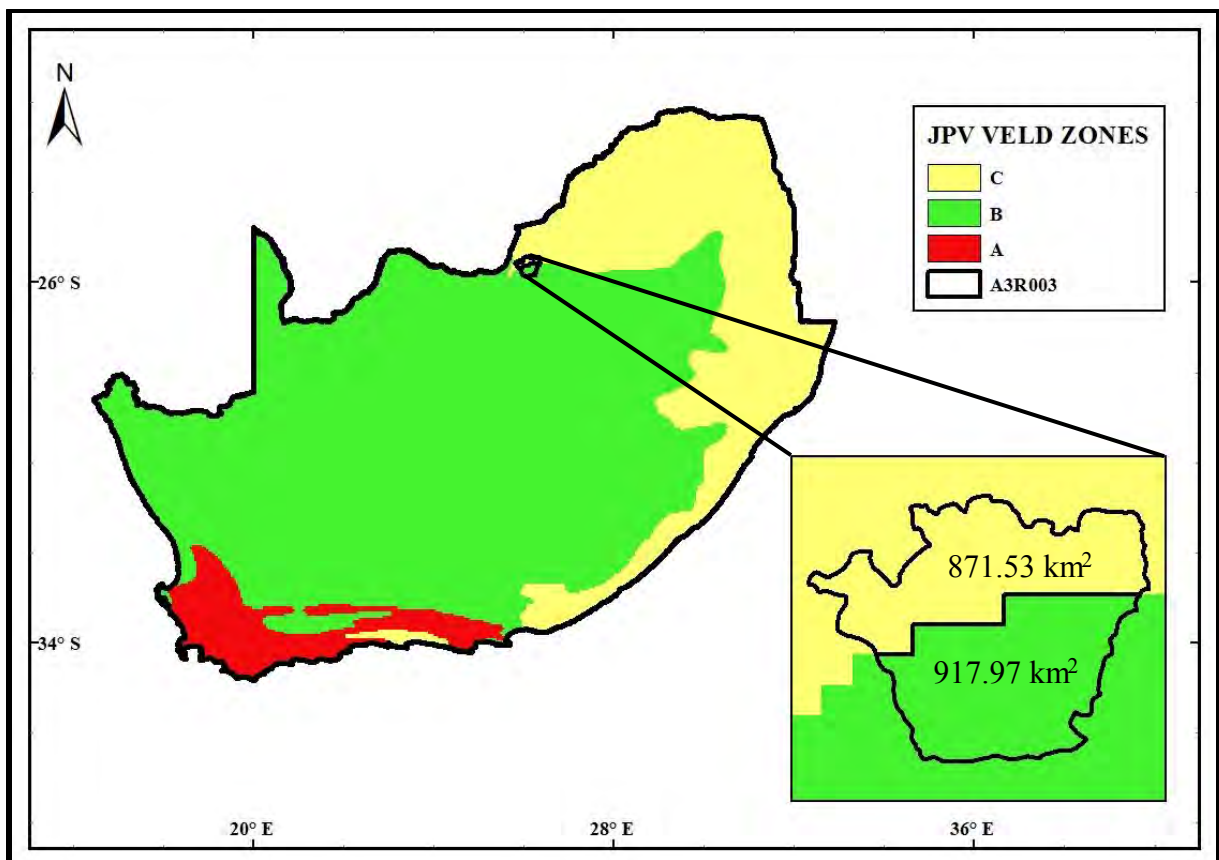 N
JPV VELD ZONES
C
B
A
A3R003
26° S
34° S
871.53 km²
917.97 km²
20° E
28° E
36° E